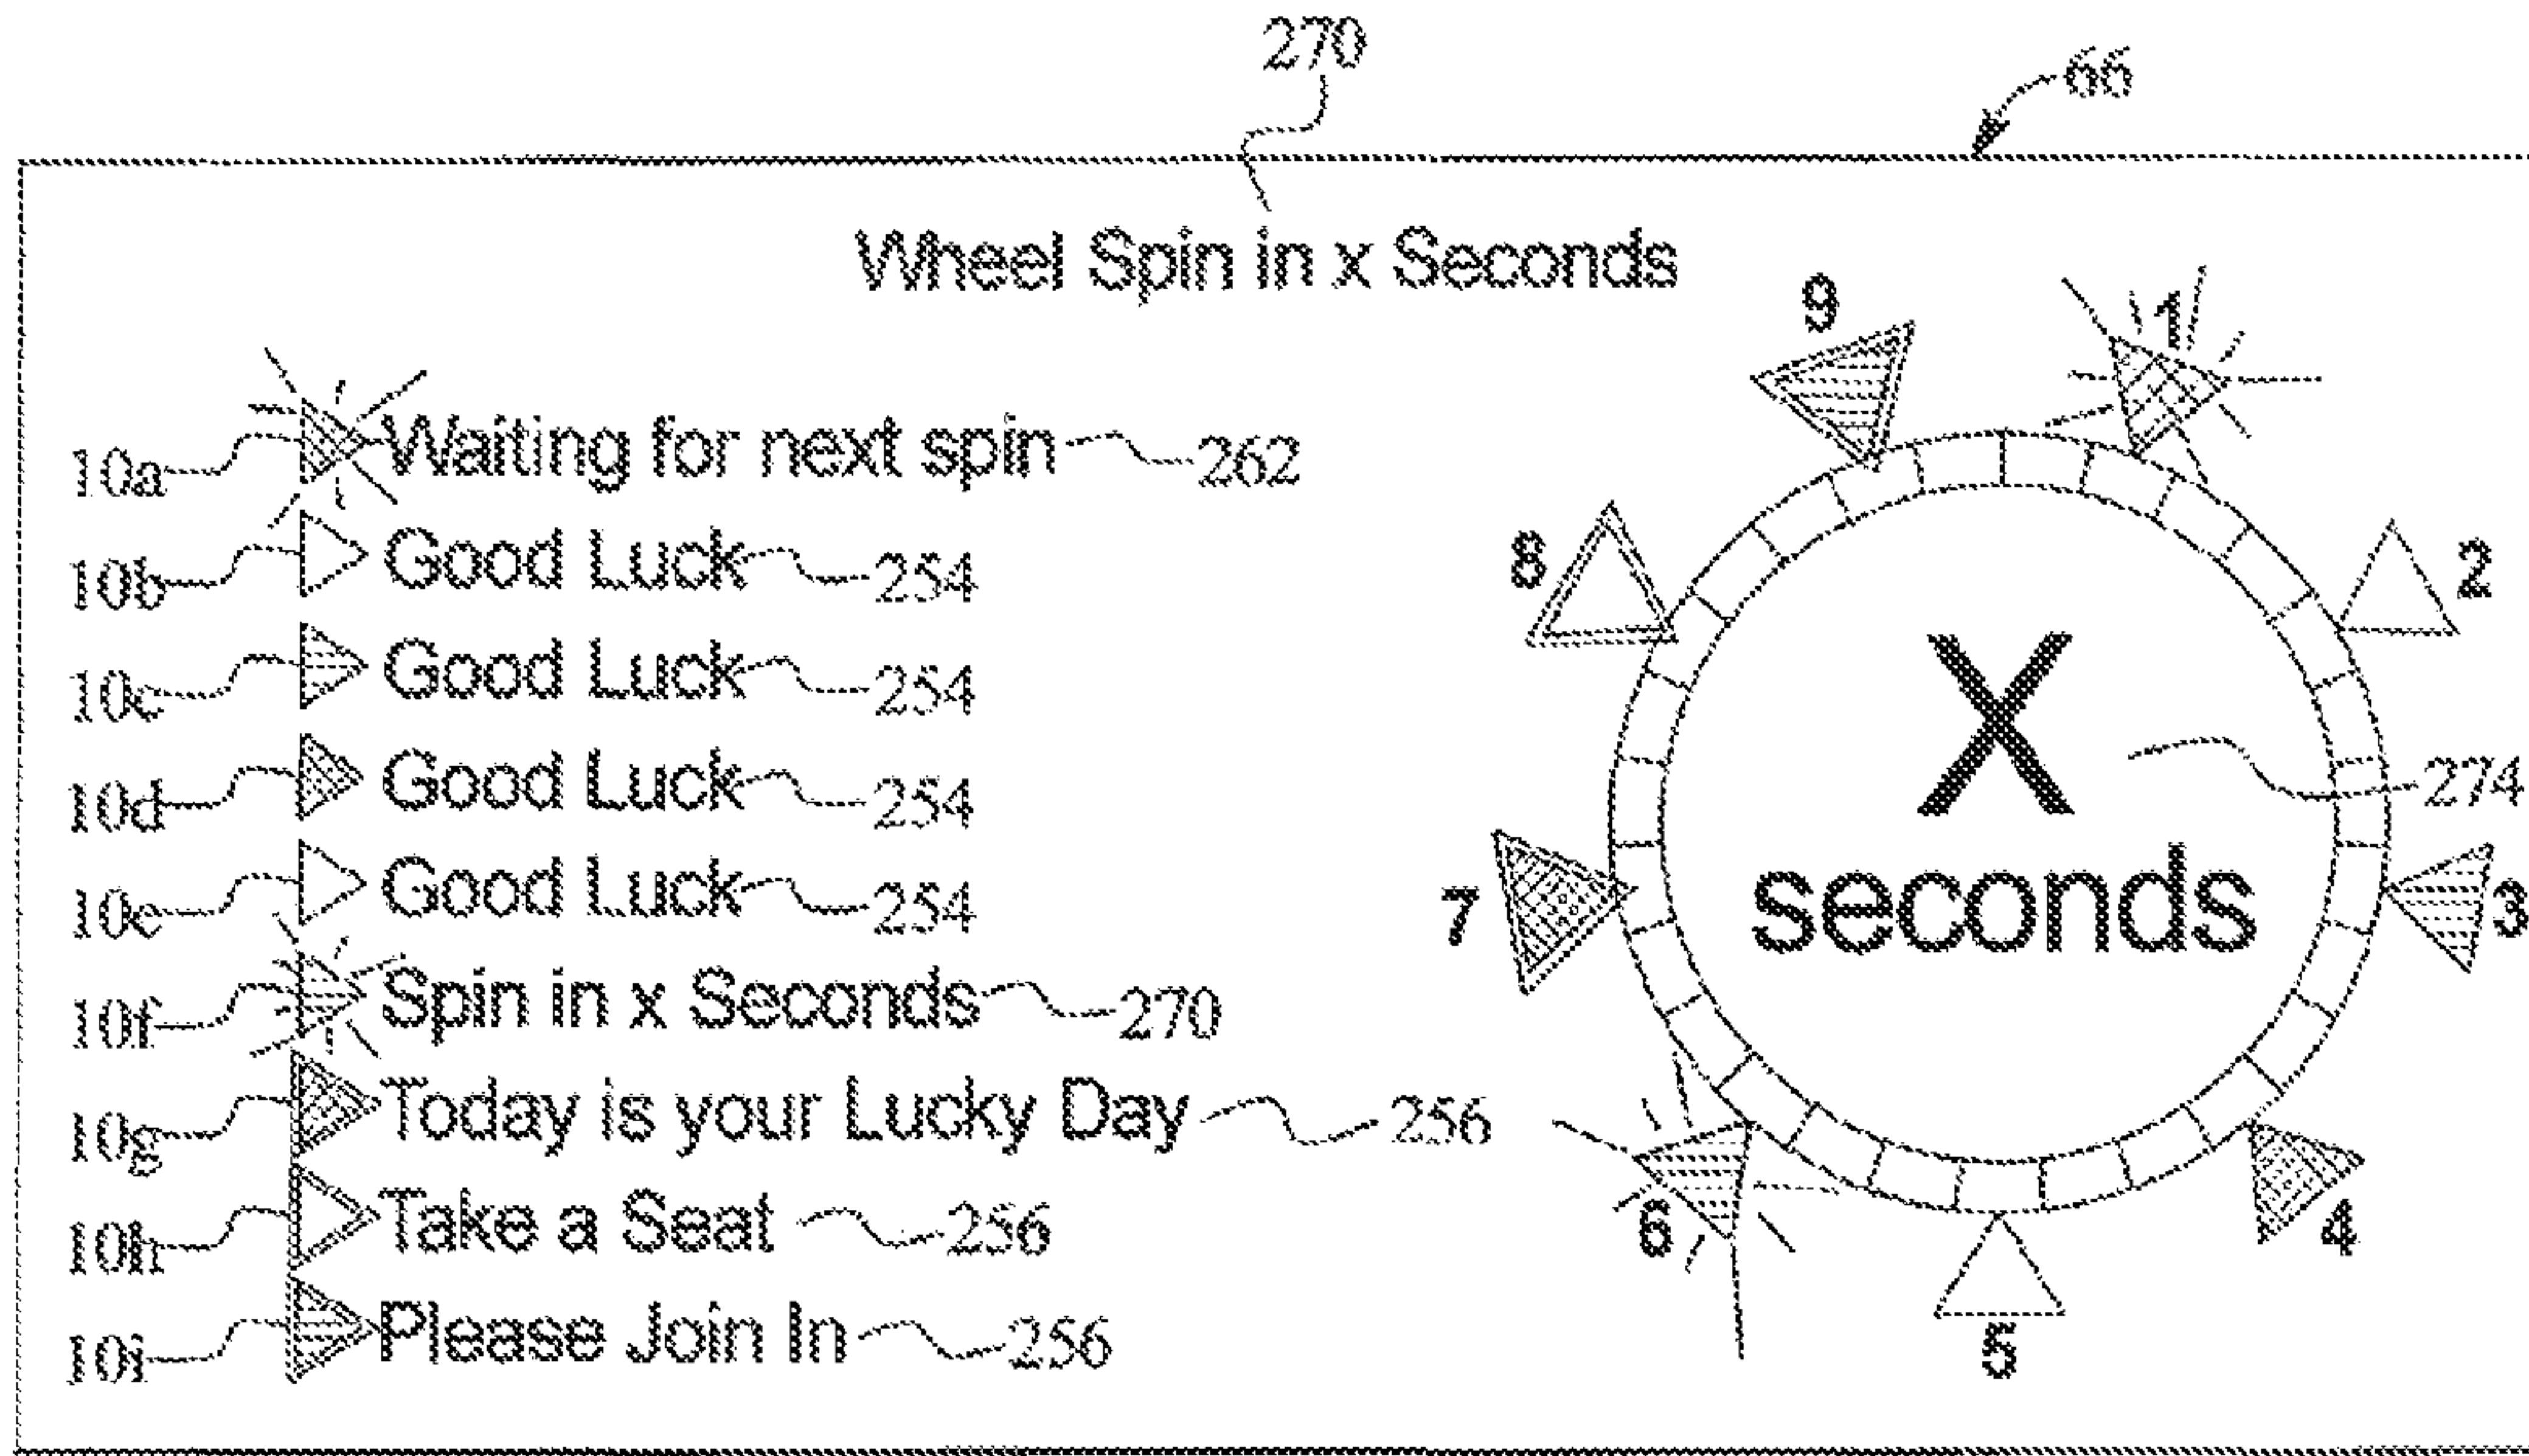 270
66
Wheel Spin in x Seconds
10a Waiting for next spin 262
10b Good Luck 254
10c Good Luck 254
10d Good Luck 254
10e Good Luck 254
10f Spin in x Seconds 270
10g Today is your Lucky Day 256
10h Take a Seat 256
10i Please Join In 256
9
1
8
2
X
seconds
274
7
3
6
4
5